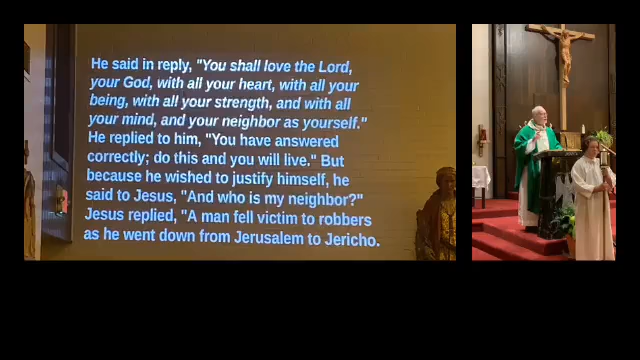 He said in reply, "You shall love the Lord,
your God, with all your heart, with all your
being, with all your strength, and with all
your mind, and your neighbor as yourself."
He replied to him, "You have answered
correctly; do this and you will live." But
because he wished to justify himself, he
said to Jesus, "And who is my neighbor?"
Jesus replied, "A man fell victim to robbers
as he went down from Jerusalem to Jericho.